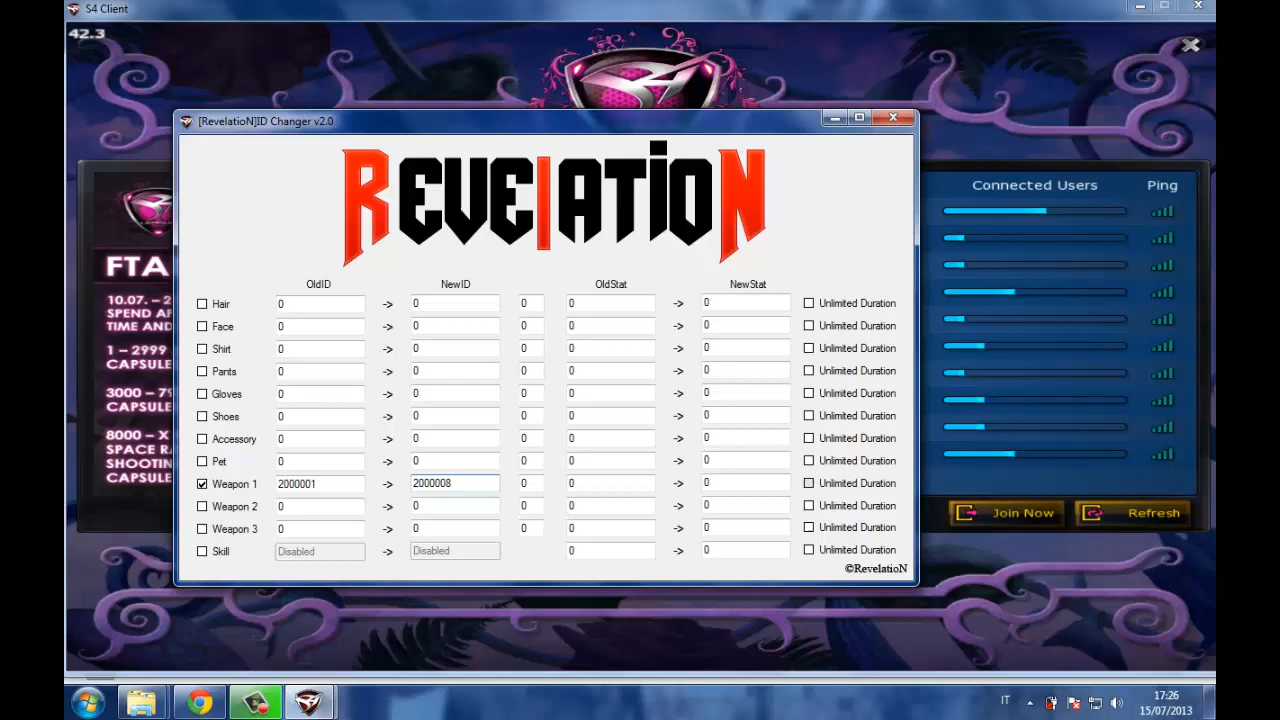 S4 Client
42.3
[RevelatioN]ID Changer v2.0
REVElATiON
Connected Users Ping
FTA
10.07. – 2
SPEND AF
TIME AND
1 – 2999
CAPSULE
3000 – 79
CAPSULE
8000 – X
SPACE RA
SHOOTIN
CAPSULE
OldID NewID OldStat NewStat
Hair 0 -> 0 0 0 -> 0 Unlimited Duration
Face 0 -> 0 0 0 -> 0 Unlimited Duration
Shirt 0 -> 0 0 0 -> 0 Unlimited Duration
Pants 0 -> 0 0 0 -> 0 Unlimited Duration
Gloves 0 -> 0 0 0 -> 0 Unlimited Duration
Shoes 0 -> 0 0 0 -> 0 Unlimited Duration
Accessory 0 -> 0 0 0 -> 0 Unlimited Duration
Pet 0 -> 0 0 0 -> 0 Unlimited Duration
Weapon 1 2000001 -> 2000008 0 0 -> 0 Unlimited Duration
Weapon 2 0 -> 0 0 0 -> 0 Unlimited Duration
Weapon 3 0 -> 0 0 0 -> 0 Unlimited Duration
Skill Disabled -> Disabled 0 -> 0 Unlimited Duration
©RevelatioN
Join Now Refresh
IT
17:26
15/07/2013